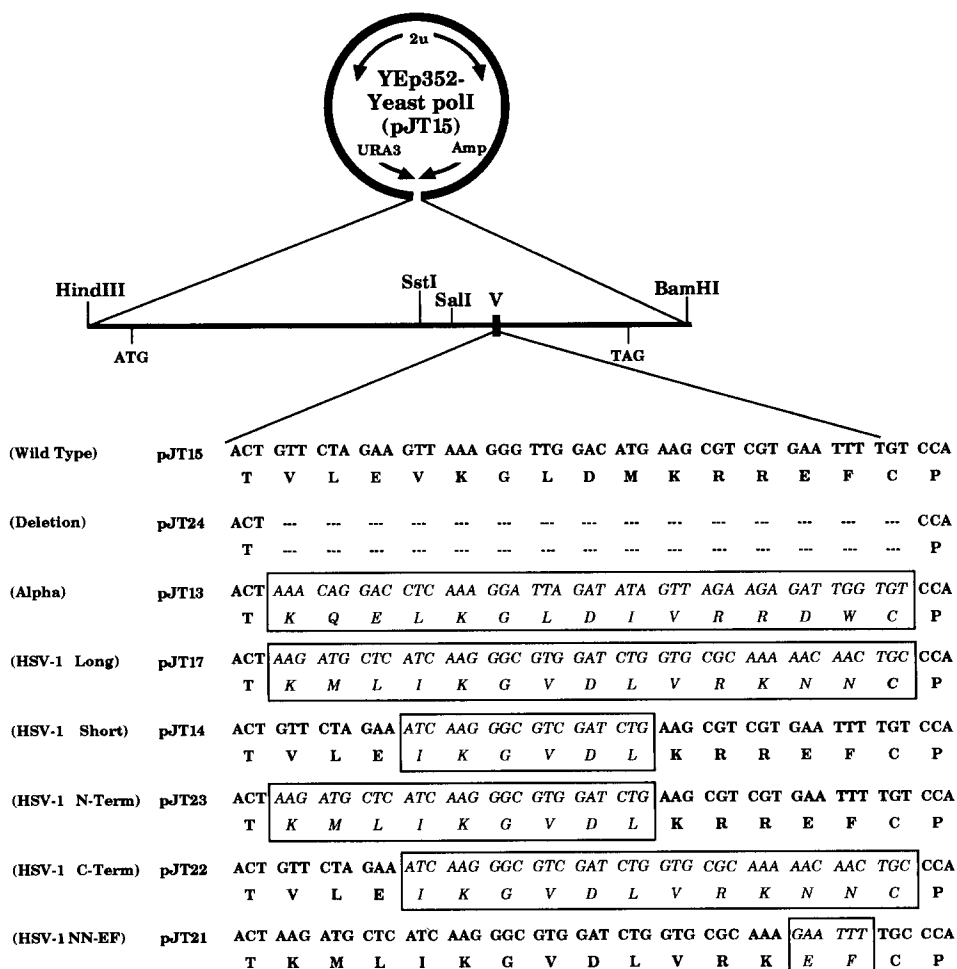 2u
YEp352-
Yeast polI
(pJT15)
URA3 Amp
HindIII SstI SalI V BamHI
ATG TAG
(Wild Type) pJT15 ACT GTT CTA GAA GTT AAA GGG TTG GAC ATG AAG CGT CGT GAA TTT TGT CCA
T V L E V K G L D M K R R E F C P
(Deletion) pJT24 ACT --- --- --- --- --- --- --- --- --- --- --- --- --- --- --- CCA
T --- --- --- --- --- --- --- --- --- --- --- --- --- --- --- P
(Alpha) pJT13 ACT AAA CAG GAC CTC AAA GGA TTA GAT ATA GTT AGA AGA GAT TGG TGT CCA
T K Q E L K G L D I V R R D W C P
(HSV-1 Long) pJT17 ACT AAG ATG CTC ATC AAG GGC GTG GAT CTG GTG CGC AAA AAC AAC TGC CCA
T K M L I K G V D L V R K N N C P
(HSV-1 Short) pJT14 ACT GTT CTA GAA ATC AAG GGC GTC GAT CTG AAG CGT CGT GAA TTT TGT CCA
T V L E I K G V D L K R R E F C P
(HSV-1 N-Term) pJT23 ACT AAG ATG CTC ATC AAG GGC GTG GAT CTG AAG CGT CGT GAA TTT TGT CCA
T K M L I K G V D L K R R E F C P
(HSV-1 C-Term) pJT22 ACT GTT CTA GAA ATC AAG GGC GTC GAT CTG GTG CGC AAA AAC AAC TGC CCA
T V L E I K G V D L V R K N N C P
(HSV-1 NN-EF) pJT21 ACT AAG ATG CTC ATC AAG GGC GTG GAT CTG GTG CGC AAA GAA TTT TGC CCA
T K M L I K G V D L V R K E F C P